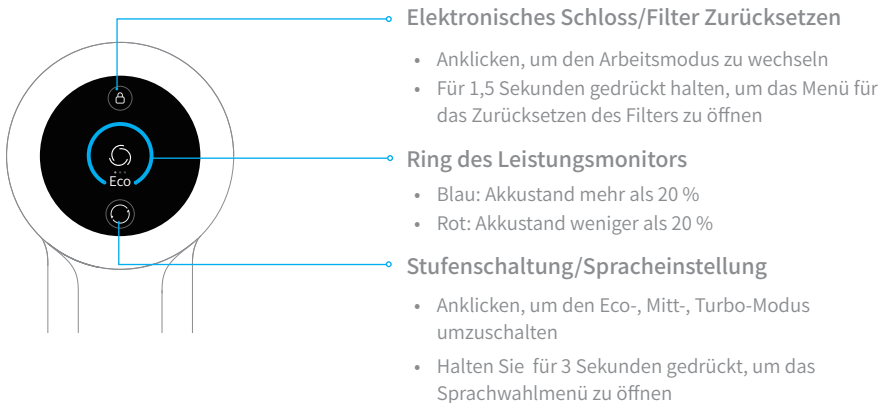 Elektronisches Schloss/Filter Zurücksetzen
• Anklicken, um den Arbeitsmodus zu wechseln
• Für 1,5 Sekunden gedrückt halten, um das Menü für
das Zurücksetzen des Filters zu öffnen
Eco
Ring des Leistungsmonitors
• Blau: Akkustand mehr als 20 %
• Rot: Akkustand weniger als 20 %
Stufenschaltung/Spracheinstellung
• Anklicken, um den Eco-, Mitt-, Turbo-Modus
umzuschalten
• Halten Sie für 3 Sekunden gedrückt, um das
Sprachwahlmenü zu öffnen